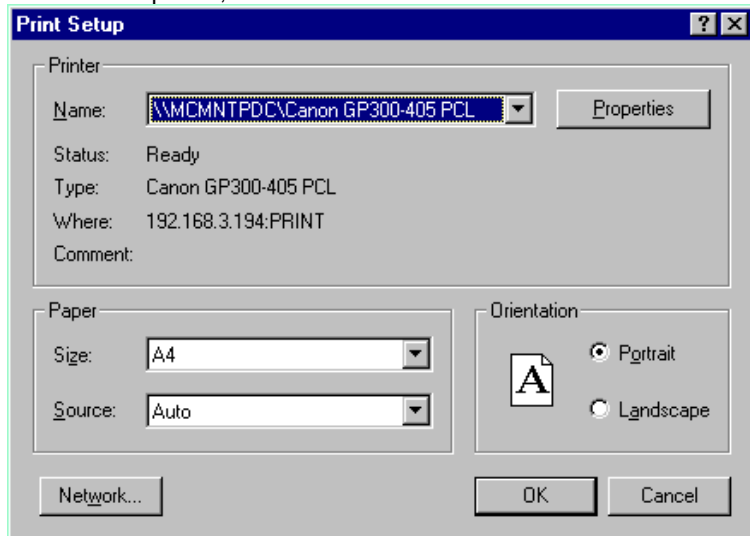 Print Setup
Printer
Name: \\MCMNTPDC\Canon GP300-405 PCL Properties
Status: Ready
Type: Canon GP300-405 PCL
Where: 192.168.3.194:PRINT
Comment:
Paper
Size: A4
Source: Auto
Orientation
A
Portrait
Landscape
Network... OK Cancel